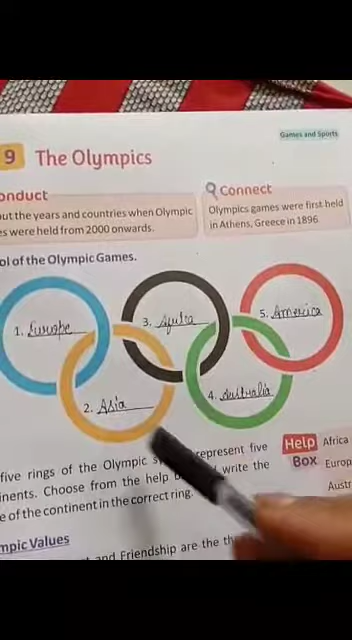 Games and Sports
9 The Olympics
onduct
out the years and countries when Olympic
es were held from 2000 onwards.
Connect
Olympics games were first held
in Athens, Greece in 1896.
ol of the Olympic Games.
1. Europe
3. Africa
5. America
2. Asia
4. Australia
five rings of the Olympic represent five
inents. Choose from the help write the
e of the continent in the correct ring.
Help Box
Africa
Europ
Austr
mpic Values
and Friendship are the